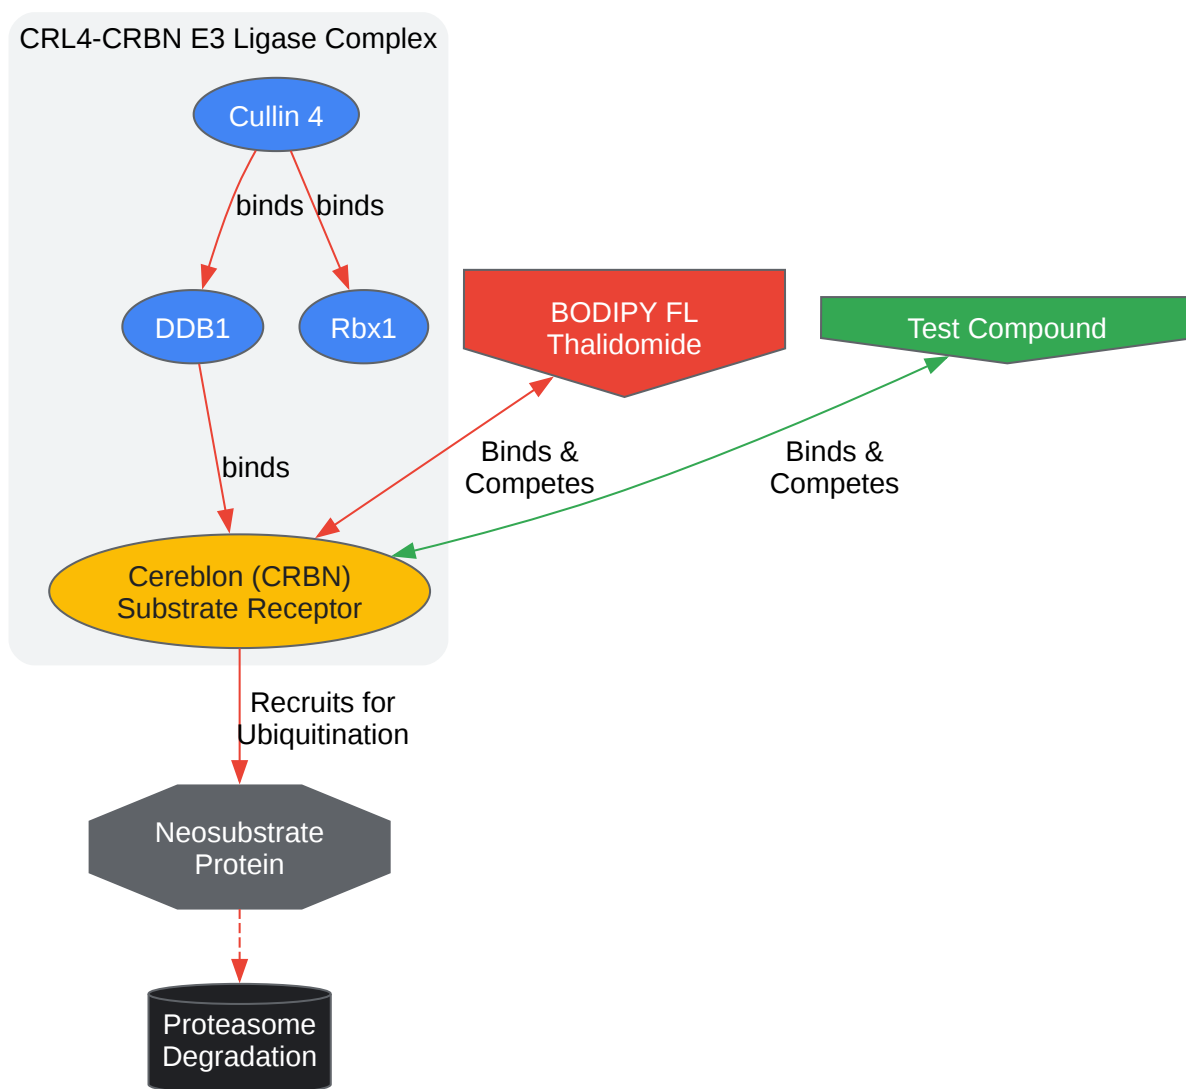 CRL4-CRBN E3 Ligase Complex
Cullin 4
binds
binds
DDB1
Rbx1
BODIPY FL
Thalidomide
Test Compound
binds
Binds &
Competes
Binds &
Competes
Cereblon (CRBN)
Substrate Receptor
Recruits for
Ubiquitination
Neosubstrate
Protein
Proteasome
Degradation